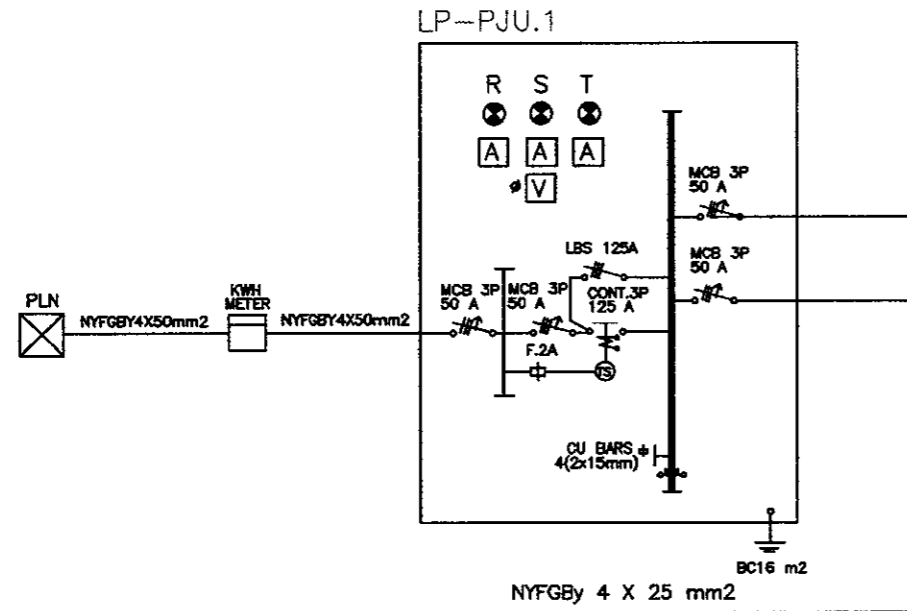 LP-PJU.1
R S T
A A A
ø V
MCB 3P
50 A
LBS 125A
MCB 3P
50 A
PLN
KWH
METER
MCB 3P
50 A
MCB 3P
50 A
CONT.3P
125 A
NYFGBY4X50mm2
NYFGBY4X50mm2
F.2A
TS
CU BARS
4(2x15mm)
BC16 m2
NYFGBy 4 X 25 mm2